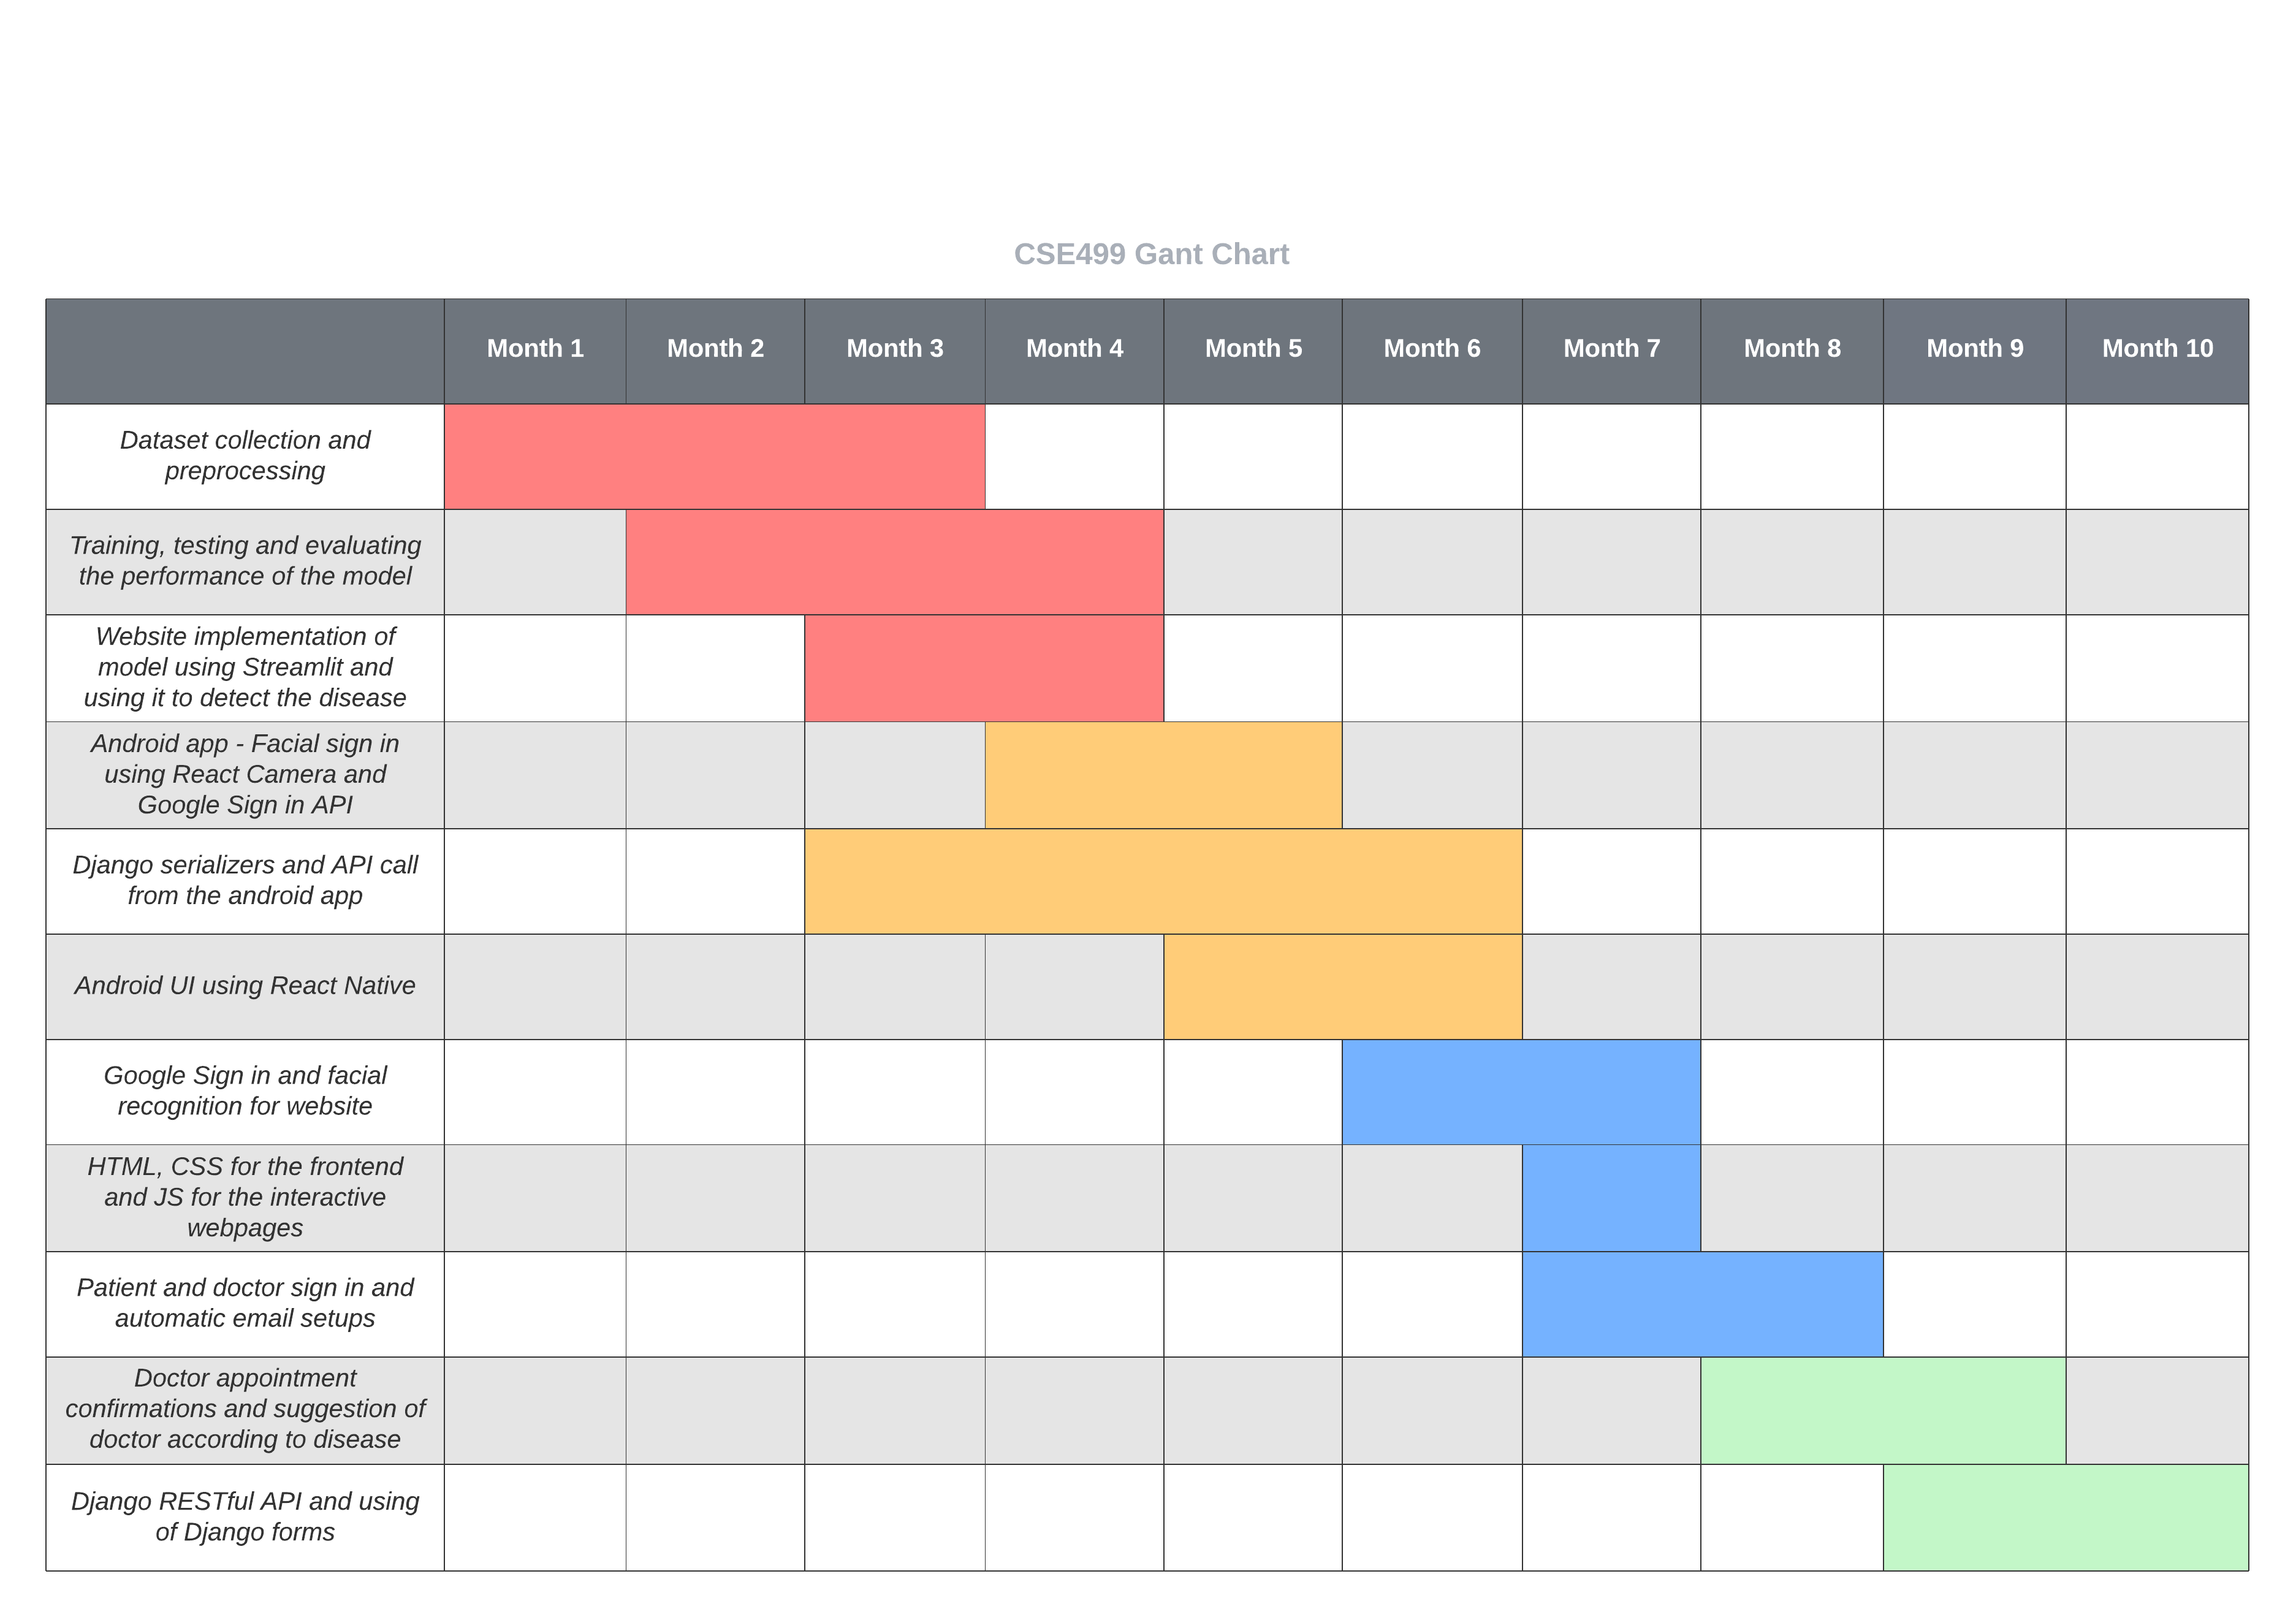 CSE499 Gant Chart
Month 1
Month 2
Month 3
Month 4
Month 5
Month 6
Month 7
Month 8
Month 9
Month 10
Dataset collection and
preprocessing
Training, testing and evaluating
the performance of the model
Website implementation of
model using Streamlit and
using it to detect the disease
Android app - Facial sign in
using React Camera and
Google Sign in API
Django serializers and API call
from the android app
Android UI using React Native
Google Sign in and facial
recognition for website
HTML, CSS for the frontend
and JS for the interactive
webpages
Patient and doctor sign in and
automatic email setups
Doctor appointment
confirmations and suggestion of
doctor according to disease
Django RESTful API and using
of Django forms